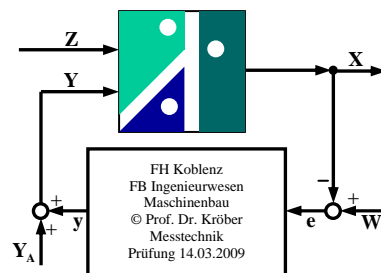 Z
Y
X
FH Koblenz
FB Ingenieurwesen
Maschinenbau
© Prof. Dr. Kröber
Messtechnik
Prüfung 14.03.2009
− +
+ y e W
+
Y_A